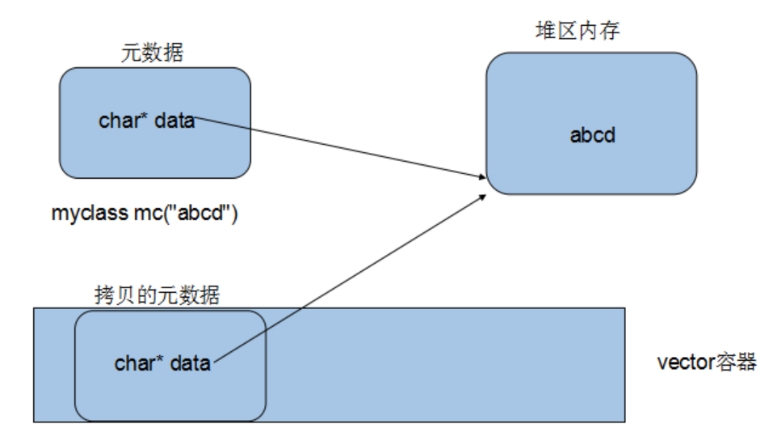 元数据
堆区内存
char* data
abcd
myclass mc("abcd")
拷贝的元数据
char* data
vector容器